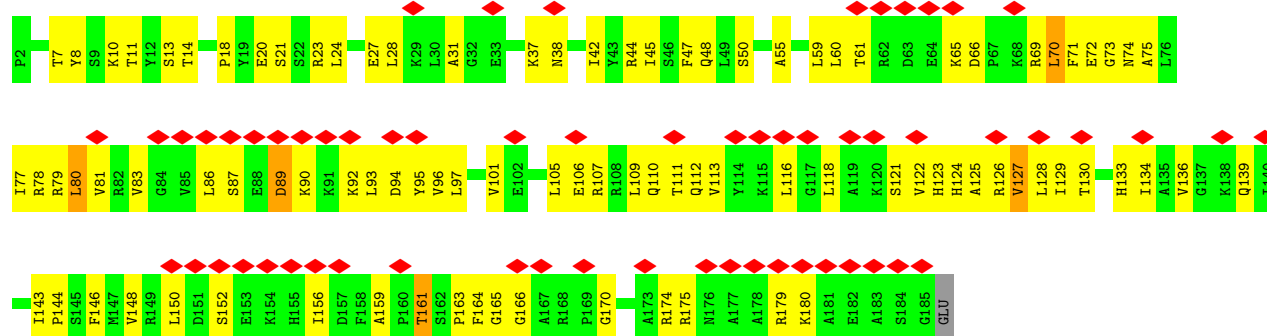 P2 T7 Y8 S9 K10 T11 Y12 S13 T14 P18 Y19 E20 S21 S22 R23 L24 E27 L28 K29 L30 A31 G32 E33 K37 N38 I42 Y43 R44 I45 S46 F47 Q48 L49 S50 A55 L59 L60 T61 R62 D63 E64 K65 D66 P67 K68 R69 L70 F71 E72 G73 N74 A75 L76
I77 R78 R79 L80 V81 R82 V83 G84 V85 L86 S87 E88 D89 K90 K91 K92 L93 D94 Y95 V96 L97 V101 E102 L105 E106 R107 R108 L109 Q110 T111 Q112 V113 Y114 K115 L116 G117 L118 A119 K120 S121 V122 H123 H124 A125 R126 V127 L128 I129 T130 H133 I134 A135 V136 G137 K138 Q139 I140
I143 P144 S145 F146 M147 V148 R149 L150 D151 S152 E153 K154 H155 I156 D157 F158 A159 P160 T161 S162 P163 F164 G165 G166 A167 R168 P169 G170 A173 R174 R175 N176 A177 A178 R179 K180 A181 E182 A183 S184 G185 GLU